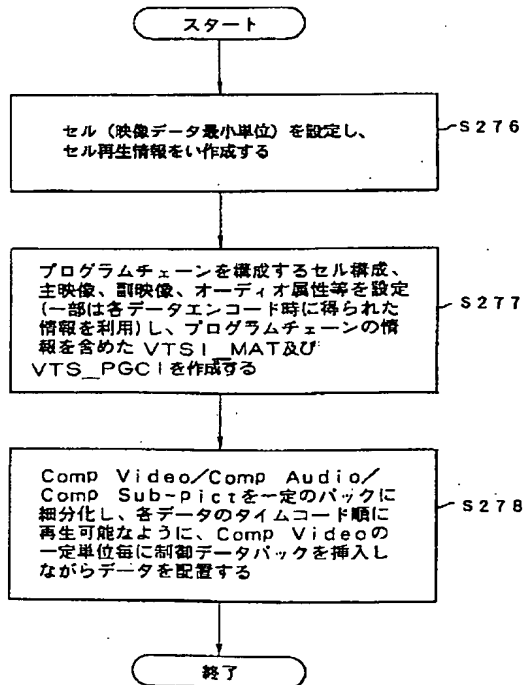 スタート
セル（映像データ最小単位）を設定し、
セル再生情報をい作成する
S276
プログラムチェーンを構成するセル構成、
主映像、副映像、オーディオ属性等を設定
(一部は各データエンコード時に得られた
情報を利用)し、プログラムチェーンの情
報を含めた VTSI_MAT及び
VTS_PGCIを作成する
S277
Comp Video/Comp Audio/
Comp Sub-pictを一定のパックに
細分化し、各データのタイムコード順に
再生可能なように、Comp Videoの
一定単位毎に制御データパックを挿入し
ながらデータを配置する
S278
終了